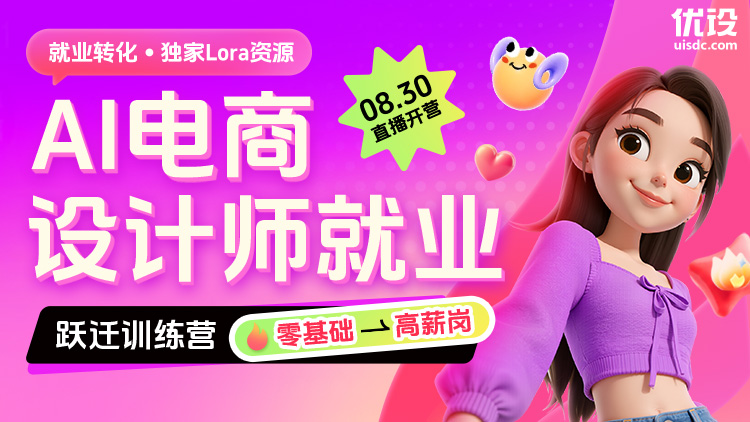 优设
uisdc.com
就业转化•独家Lora资源
08.30
直播开营
AI电商
设计师就业
跃迁训练营
零基础⇀高薪岗